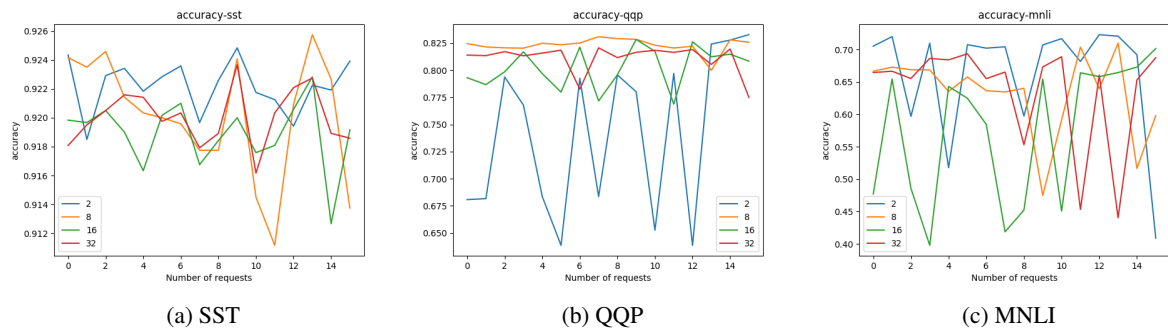 accuracy-sst
accuracy
0.926
0.924
0.922
0.920
0.918
0.916
0.914
0.912
2
8
16
32
0 2 4 6 8 10 12 14
Number of requests
(a) SST
accuracy-qqp
accuracy
0.825
0.800
0.775
0.750
0.725
0.700
0.675
0.650
2
8
16
32
0 2 4 6 8 10 12 14
Number of requests
(b) QQP
accuracy-mnli
accuracy
0.70
0.65
0.60
0.55
0.50
0.45
0.40
2
8
16
32
0 2 4 6 8 10 12 14
Number of requests
(c) MNLI